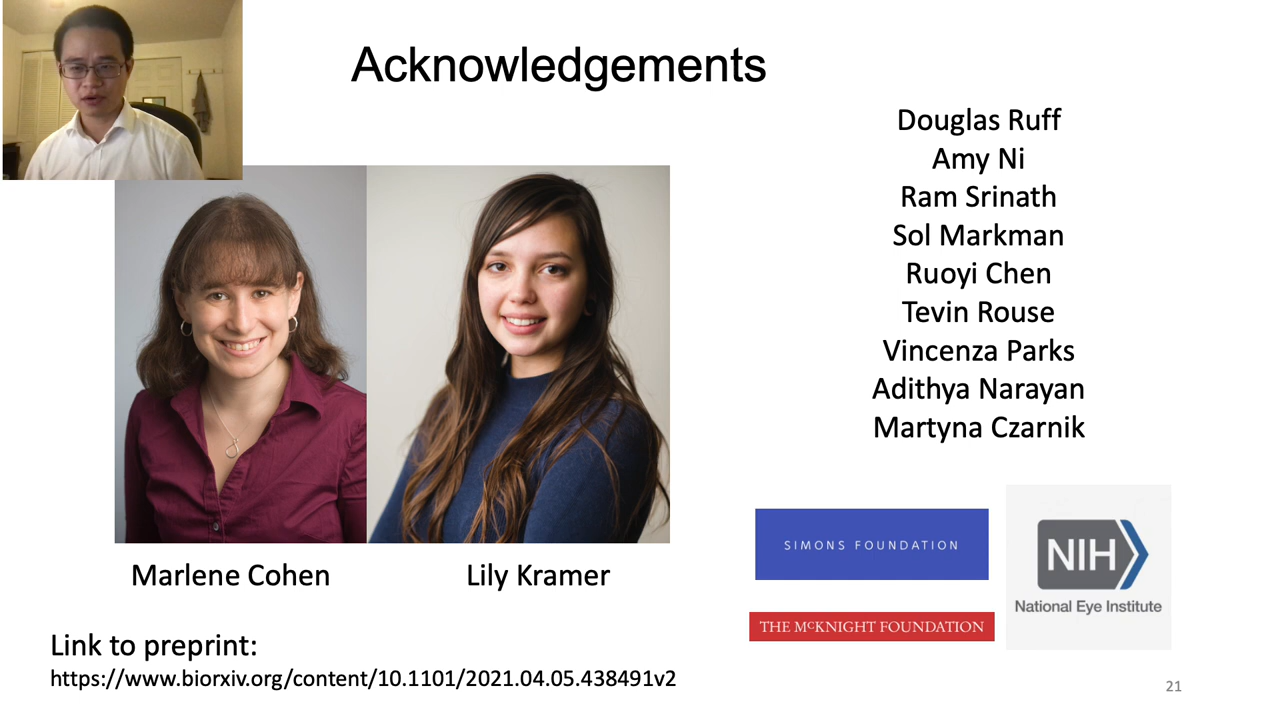 Acknowledgements
Douglas Ruff
Amy Ni
Ram Srinath
Sol Markman
Ruoyi Chen
Tevin Rouse
Vincenza Parks
Adithya Narayan
Martyna Czarnik
Marlene Cohen
Lily Kramer
SIMONS FOUNDATION
THE McKNIGHT FOUNDATION
NIH
National Eye Institute
Link to preprint:
https://www.biorxiv.org/content/10.1101/2021.04.05.438491v2
21